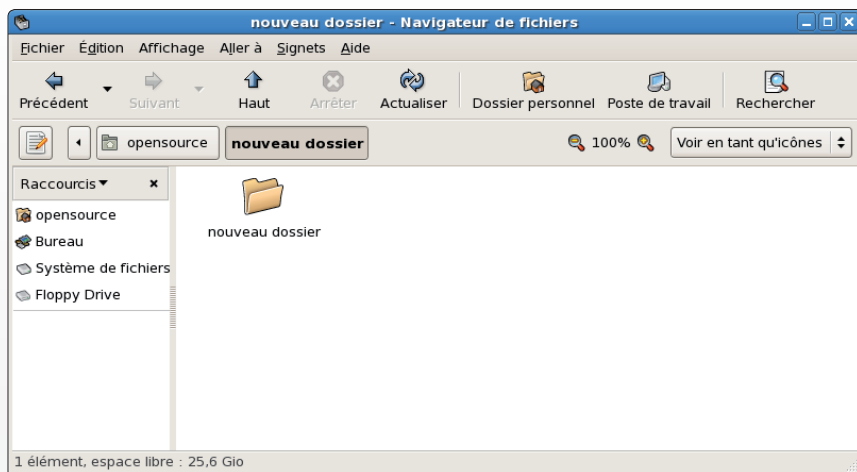 nouveau dossier - Navigateur de fichiers
Fichier Édition Affichage Aller à Signets Aide
Précédent Suivant Haut Arrêter Actualiser Dossier personnel Poste de travail Rechercher
opensource nouveau dossier 100% Voir en tant qu'icônes
Raccourcis
opensource
Bureau
Système de fichiers
Floppy Drive
nouveau dossier
1 élément, espace libre : 25,6 Gio